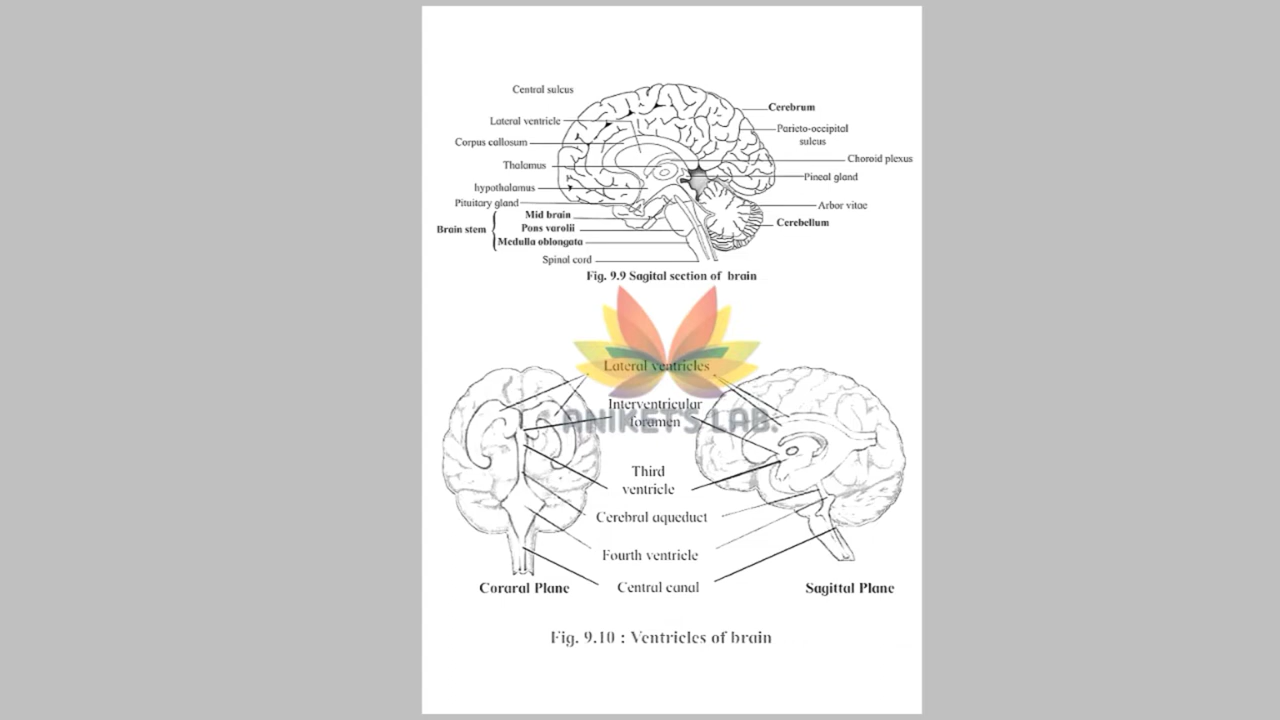 Central sulcus
Cerebrum
Lateral ventricle
Parieto-occipital
sulcus
Corpus callosum
Choroid plexus
Thalamus
Pineal gland
hypothalamus
Pituitary gland
Arbor vitae
Mid brain
Cerebellum
Brain stem
Pons varolii
Medulla oblongata
Spinal cord
Fig. 9.9 Sagital section of brain
Lateral ventricles
Interventricular
foramen
ANIKETS LAB.
Third
ventricle
Cerebral aqueduct
Fourth ventricle
Central canal
Coraral Plane
Sagittal Plane
Fig. 9.10 : Ventricles of brain